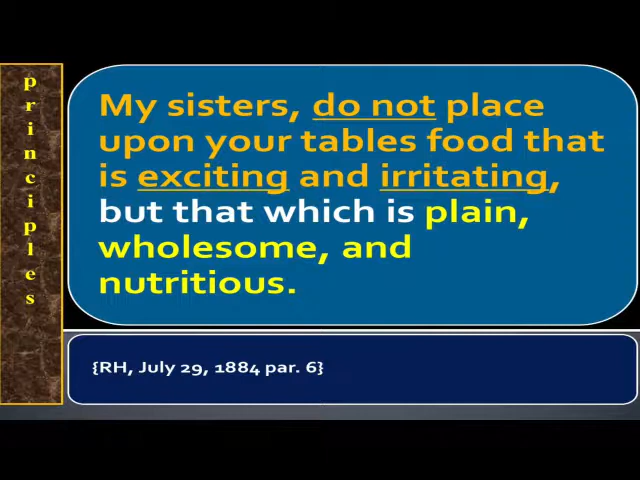 principles
My sisters, do not place
upon your tables food that
is exciting and irritating,
but that which is plain,
wholesome, and
nutritious.
{RH, July 29, 1884 par. 6}